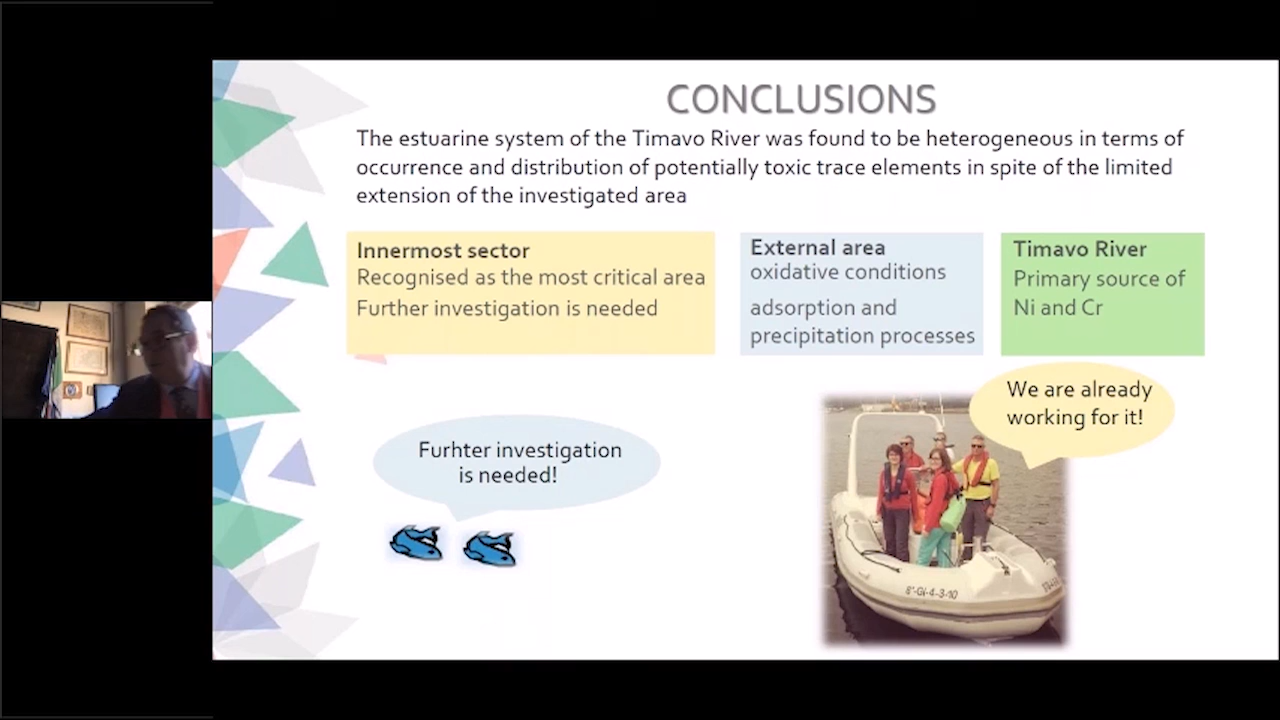 CONCLUSIONS
The estuarine system of the Timavo River was found to be heterogeneous in terms of
occurrence and distribution of potentially toxic trace elements in spite of the limited
extension of the investigated area
Innermost sector
Recognised as the most critical area
Further investigation is needed
External area
oxidative conditions
adsorption and
precipitation processes
Timavo River
Primary source of
Ni and Cr
We are already
working for it!
Furhter investigation
is needed!